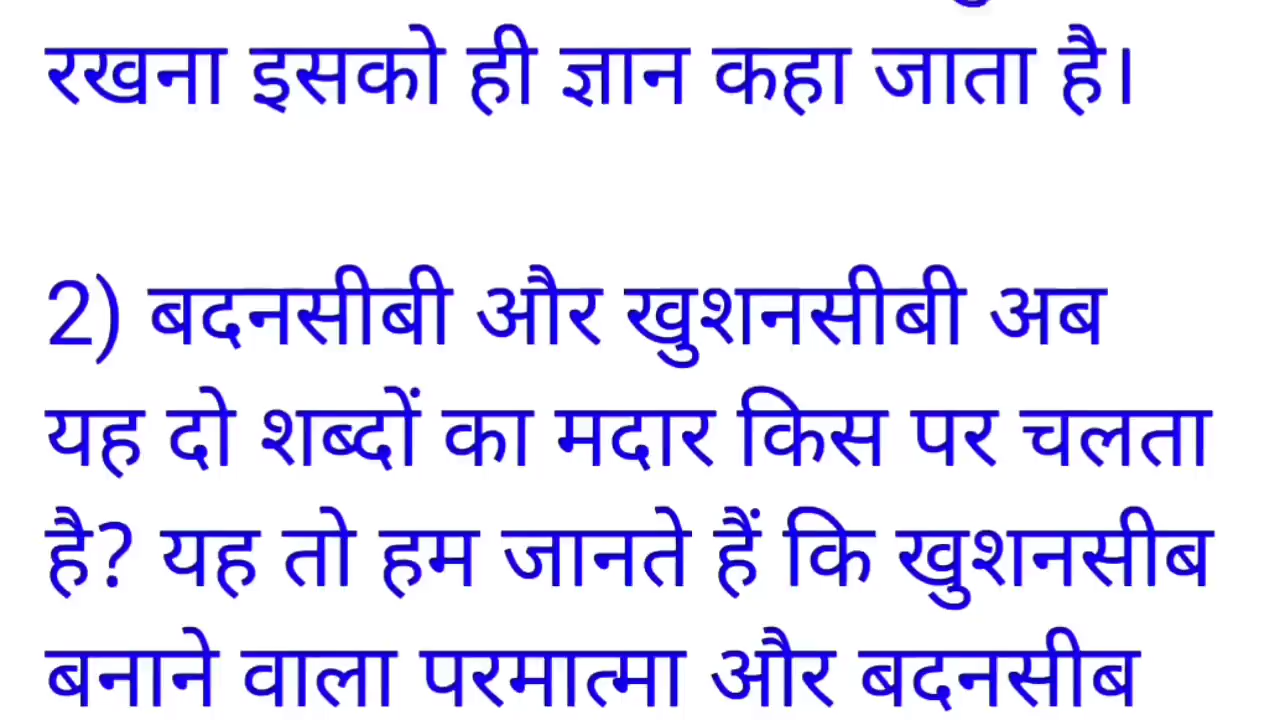 रखना इसको ही ज्ञान कहा जाता है।
2) बदनसीबी और खुशनसीबी अब
यह दो शब्दों का मदार किस पर चलता
है? यह तो हम जानते हैं कि खुशनसीब
बनाने वाला परमात्मा और बदनसीब